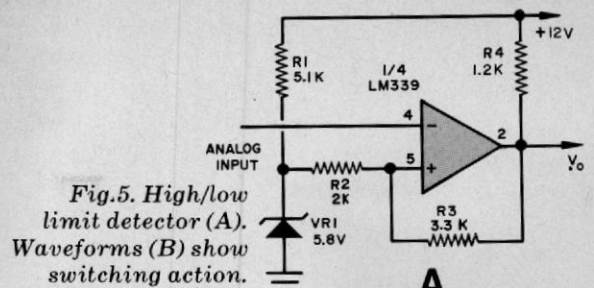 +12V
R1
5.1K
R4
1.2K
1/4
LM339
4
2
ANALOG
INPUT
5
+
−
Vo
R2
2K
R3
3.3 K
VR1
5.8V
Fig.5. High/low
limit detector (A).
Waveforms (B) show
switching action.
A